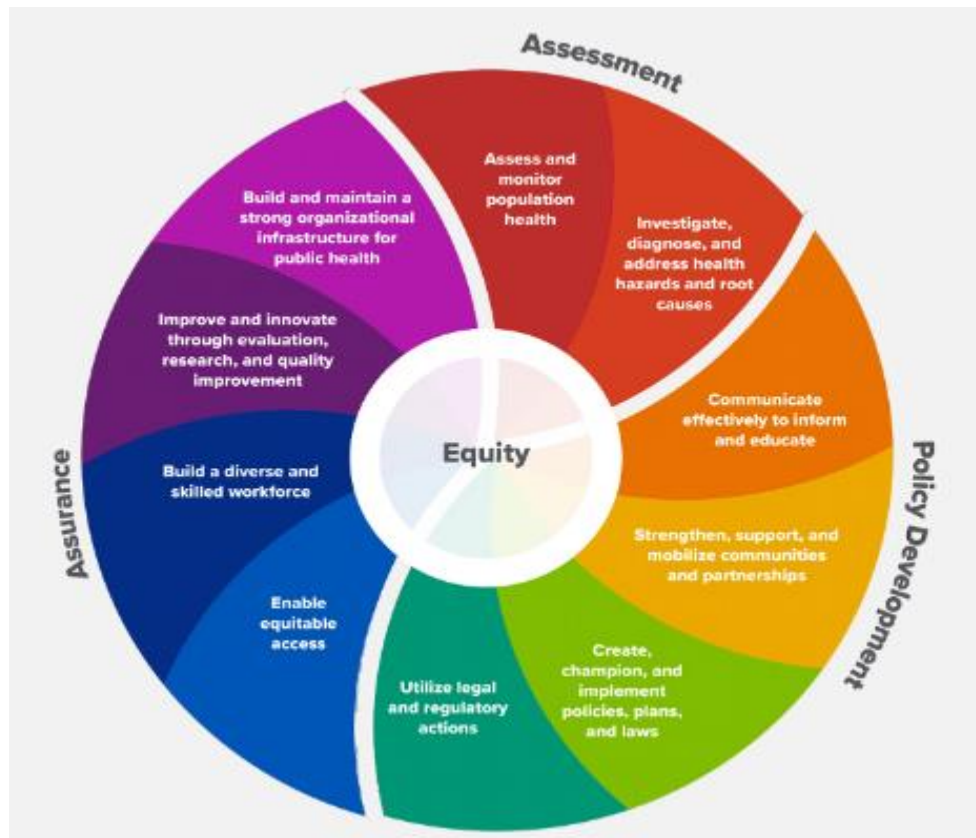 Assessment
Assess and
monitor
population
health
Investigate,
diagnose, and
address health
hazards and root
causes
Policy Development
Communicate
effectively to inform
and educate
Strengthen, support, and
mobilize communities
and partnerships
Create,
champion, and
implement
policies, plans,
and laws
Utilize legal
and regulatory
actions
Assurance
Enable
equitable
access
Build a diverse and
skilled workforce
Improve and innovate
through evaluation,
research, and quality
improvement
Build and maintain a
strong organizational
infrastructure for
public health
Equity